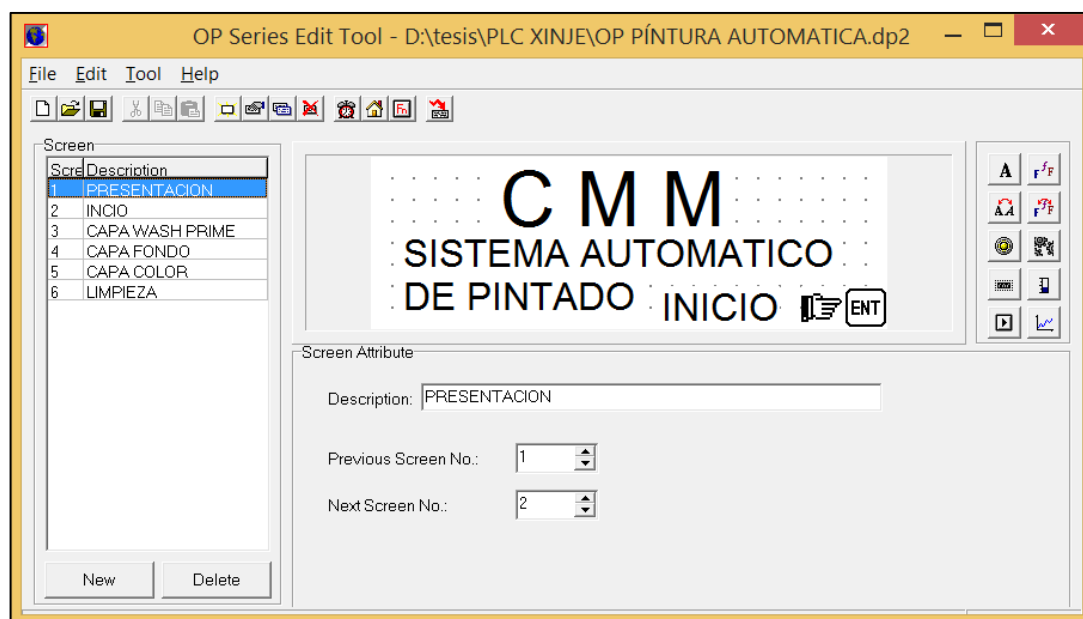 OP Series Edit Tool - D:\tesis\PLC XINJE\OP PÍNTURA AUTOMATICA.dp2
File Edit Tool Help
Screen
Scre Description
1 PRESENTACION
2 INCIO
3 CAPA WASH PRIME
4 CAPA FONDO
5 CAPA COLOR
6 LIMPIEZA
New Delete
C M M
SISTEMA AUTOMATICO
DE PINTADO INICIO ENT
Screen Attribute
Description: PRESENTACION
Previous Screen No.: 1
Next Screen No.: 2